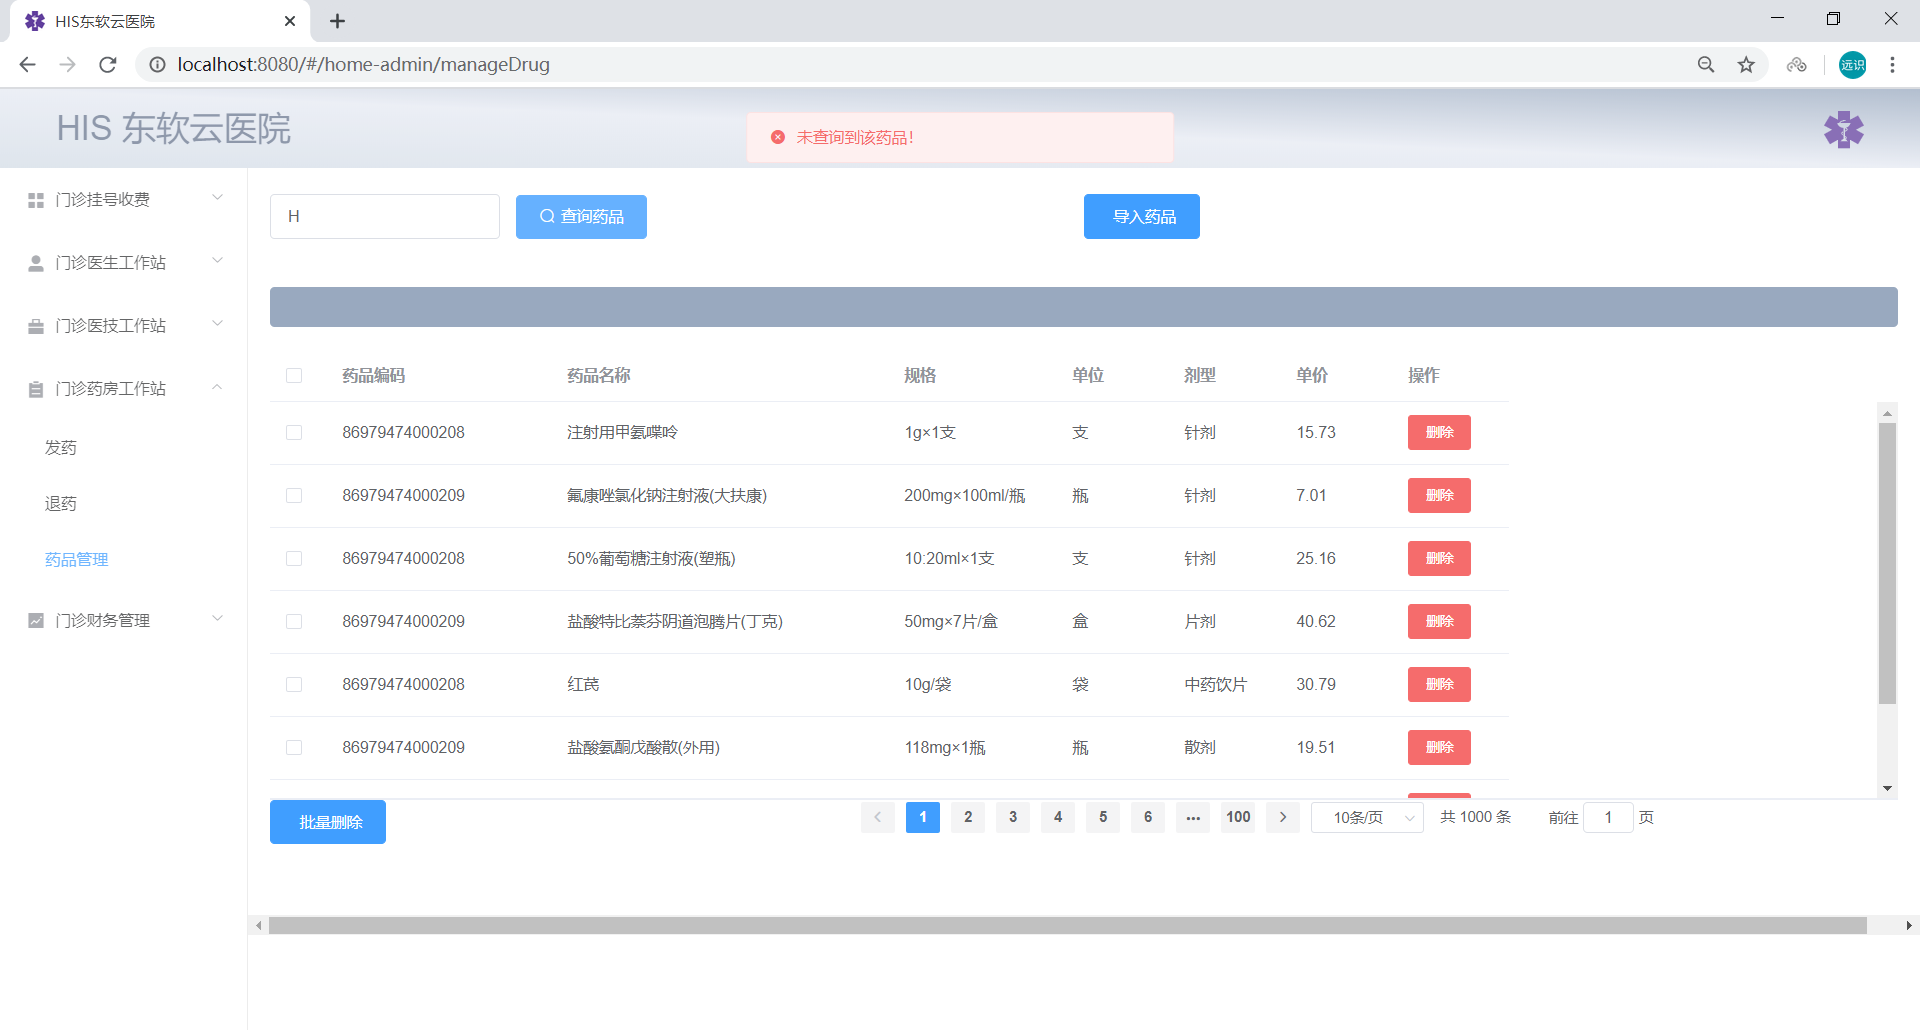 HIS东软云医院
localhost:8080/#/home-admin/manageDrug
远识
HIS 东软云医院
未查询到该药品！
门诊挂号收费
门诊医生工作站
门诊医技工作站
门诊药房工作站
发药
退药
药品管理
门诊财务管理
H 查询药品 导入药品
药品编码 药品名称 规格 单位 剂型 单价 操作
86979474000208 注射用甲氨喋呤 1g×1支 支 针剂 15.73 删除
86979474000209 氟康唑氯化钠注射液(大扶康) 200mg×100ml/瓶 瓶 针剂 7.01 删除
86979474000208 50%葡萄糖注射液(塑瓶) 10:20ml×1支 支 针剂 25.16 删除
86979474000209 盐酸特比萘芬阴道泡腾片(丁克) 50mg×7片/盒 盒 片剂 40.62 删除
86979474000208 红芪 10g/袋 袋 中药饮片 30.79 删除
86979474000209 盐酸氨酮戊酸散(外用) 118mg×1瓶 瓶 散剂 19.51 删除
批量删除 1 2 3 4 5 6 ... 100 10条/页 共 1000 条 前往 1 页